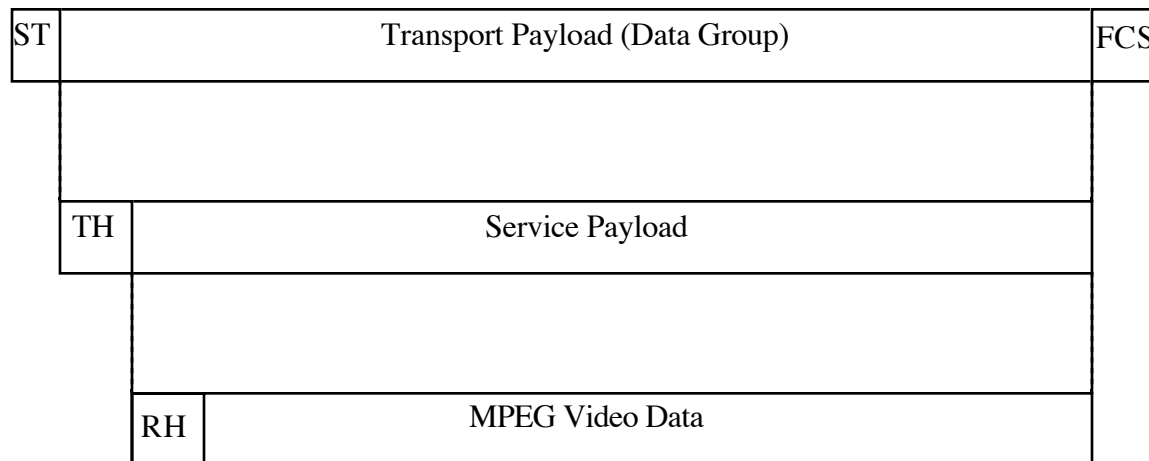 ST Transport Payload (Data Group) FCS
TH Service Payload
RH MPEG Video Data